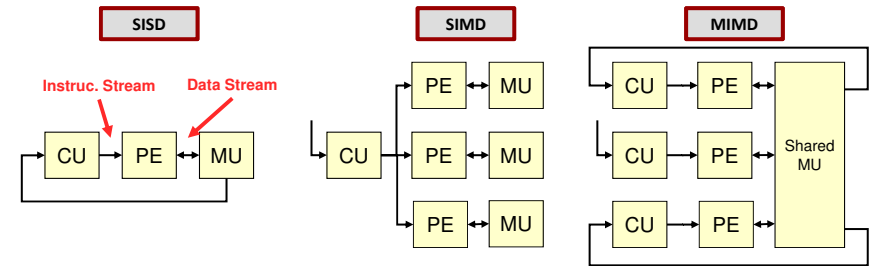 SISD
SIMD
MIMD
Instruc. Stream
Data Stream
CU
PE
MU
PE
MU
CU
PE
MU
PE
MU
CU
PE
CU
PE
CU
PE
Shared
MU